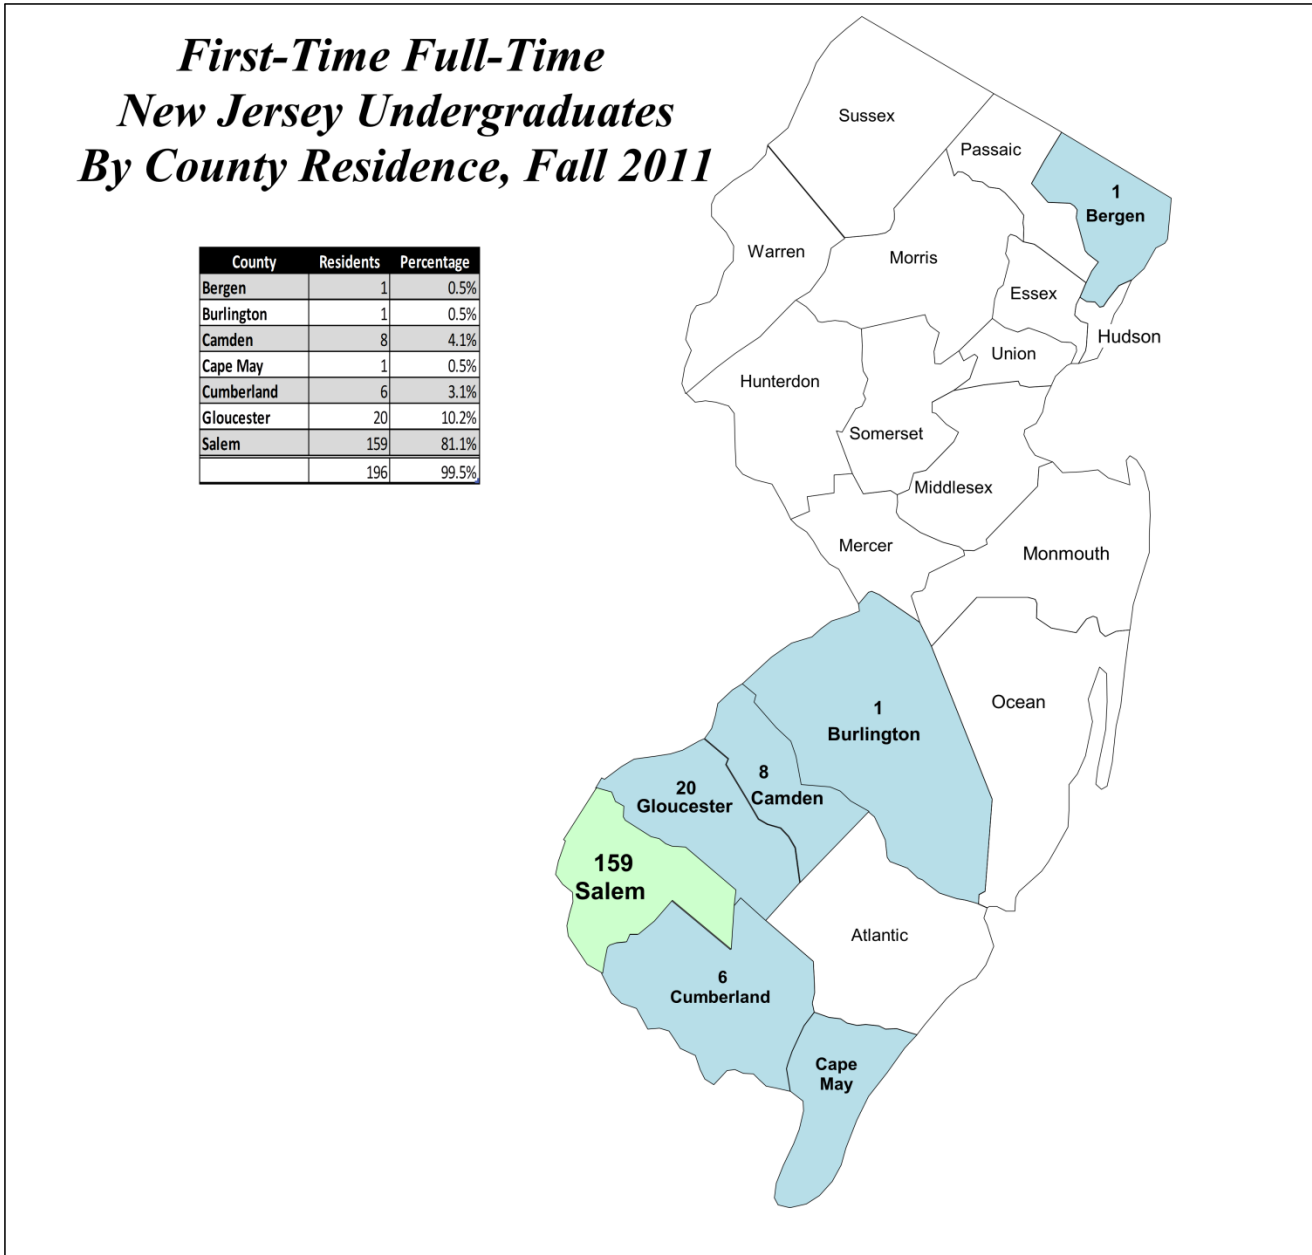 First-Time Full-Time
New Jersey Undergraduates
By County Residence, Fall 2011
County Residents Percentage
Bergen 1 0.5%
Burlington 1 0.5%
Camden 8 4.1%
Cape May 1 0.5%
Cumberland 6 3.1%
Gloucester 20 10.2%
Salem 159 81.1%
196 99.5%
Sussex
Passaic
1
Bergen
Warren
Morris
Essex
Hudson
Union
Hunterdon
Somerset
Middlesex
Mercer
Monmouth
Ocean
1
Burlington
8
Camden
20
Gloucester
159
Salem
Atlantic
6
Cumberland
Cape
May